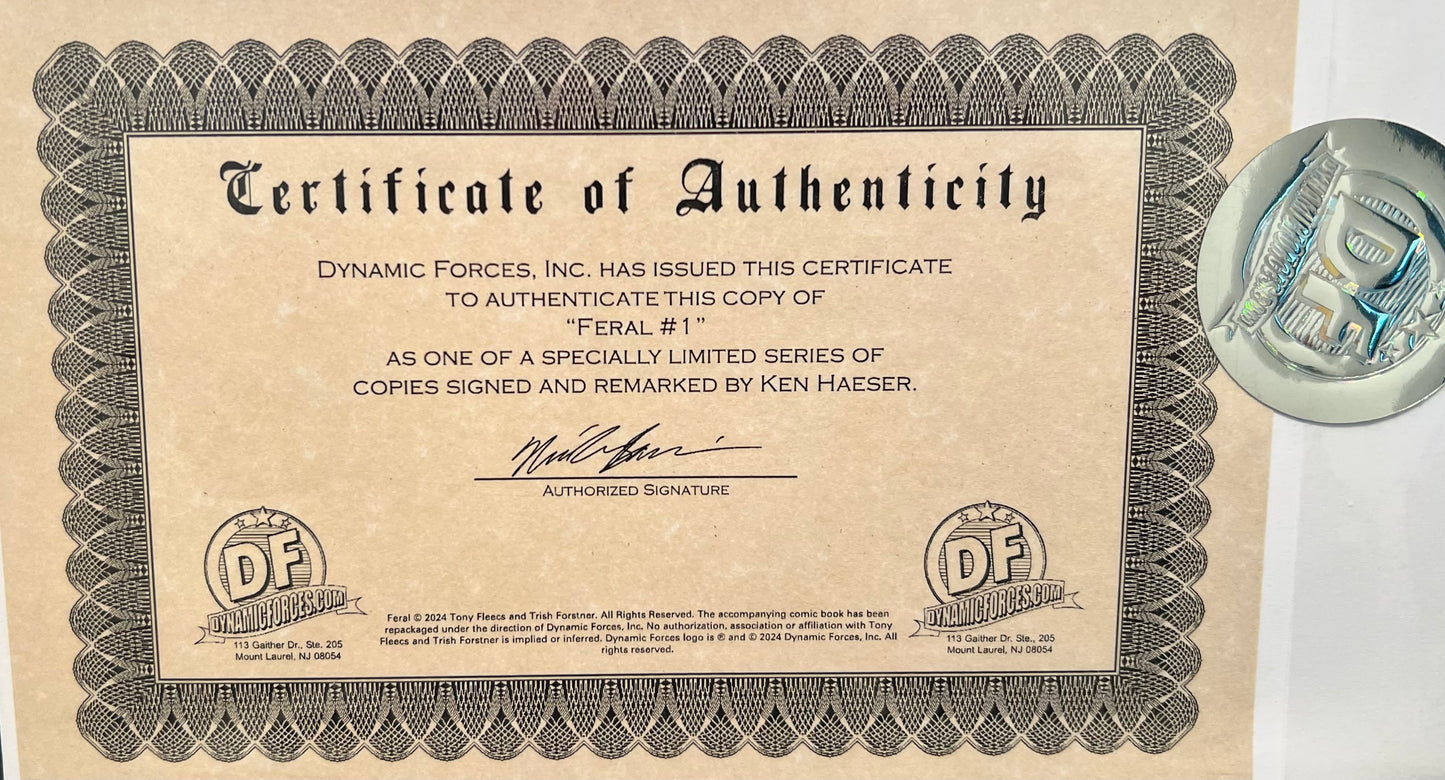 Certificate of Authenticity
DYNAMIC FORCES, INC. HAS ISSUED THIS CERTIFICATE
TO AUTHENTICATE THIS COPY OF
“FERAL #1”
AS ONE OF A SPECIALLY LIMITED SERIES OF
COPIES SIGNED AND REMARKED BY KEN HAESER.
AUTHORIZED SIGNATURE
DF
DYNAMICFORCES.COM
113 Gaither Dr., Ste. 205
Mount Laurel, NJ 08054
Feral © 2024 Tony Fleecs and Trish Forstner. All Rights Reserved. The accompanying comic book has been
repackaged under the direction of Dynamic Forces, Inc. No authorization, association or affiliation with Tony
Fleecs and Trish Forstner is implied or inferred. Dynamic Forces logo is ® and © 2024 Dynamic Forces, Inc. All
rights reserved.
DF
DYNAMICFORCES.COM
113 Gaither Dr., Ste., 205
Mount Laurel, NJ 08054
DF